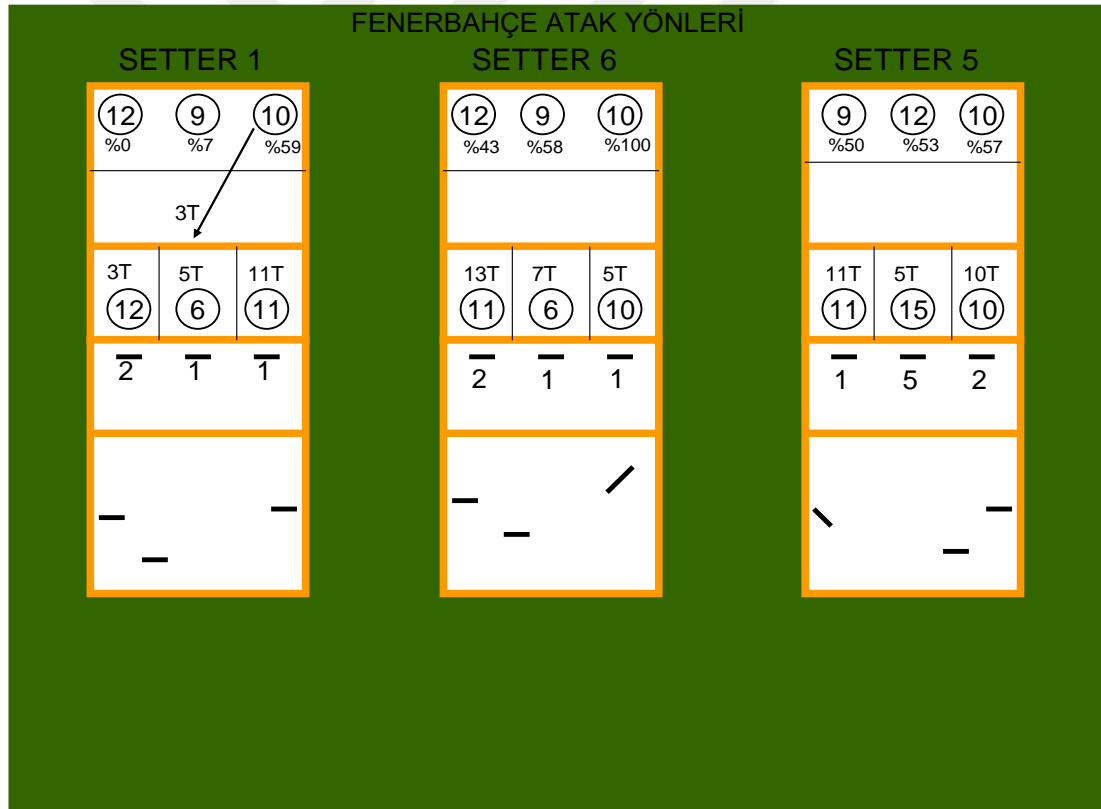 FENERBAHÇE ATAK YÖNLERİ
SETTER 1 SETTER 6 SETTER 5
12 9 10 12 9 10 9 12 10
%0 %7 %59 %43 %58 %100 %50 %53 %57
3T
3T 5T 11T 13T 7T 5T 11T 5T 10T
12 6 11 11 6 10 11 15 10
2 1 1 2 1 1 1 5 2